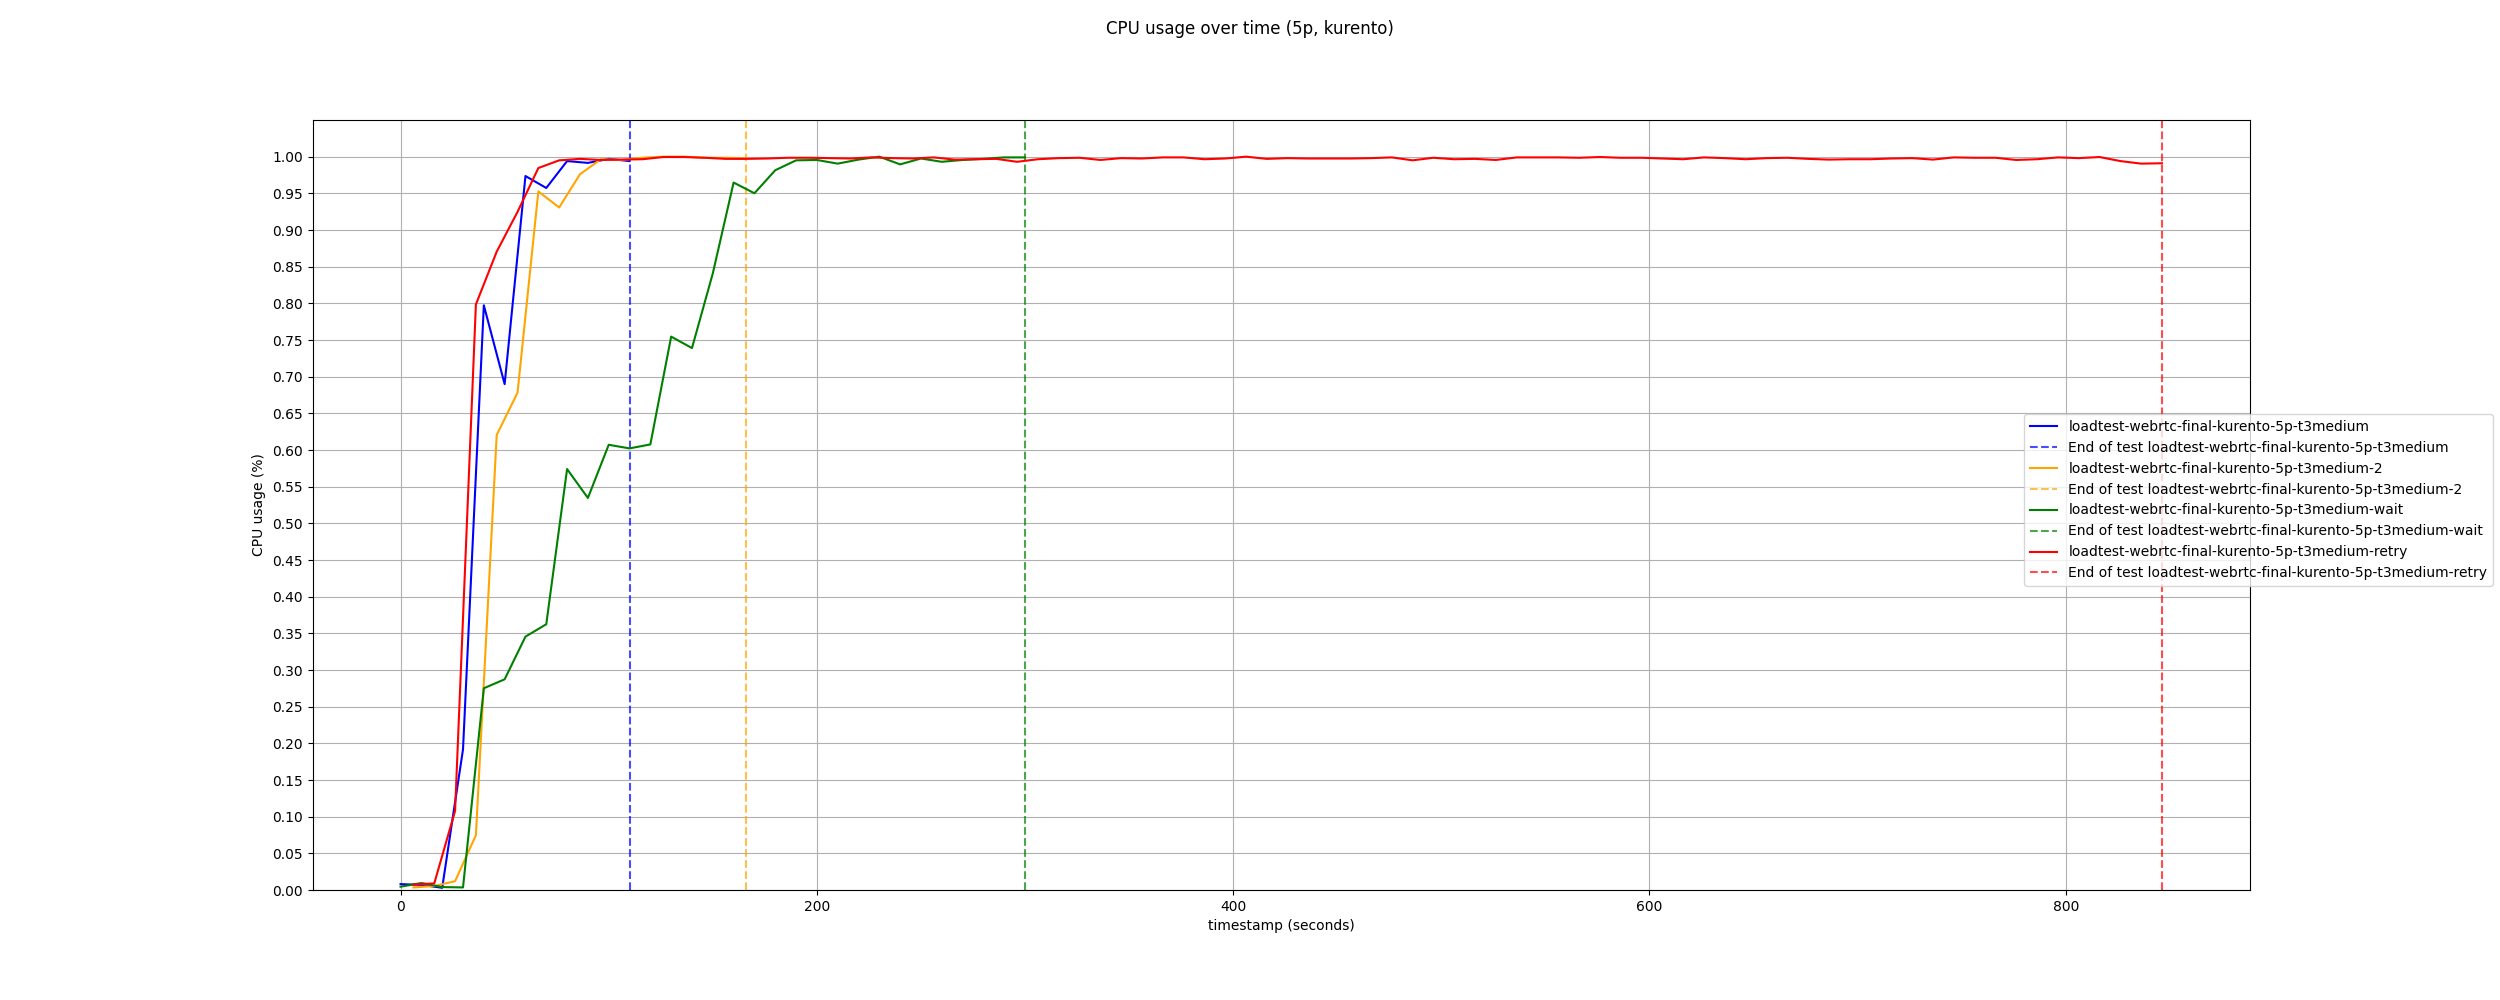 CPU usage over time (5p, kurento)
1.00
0.95
0.90
0.85
0.80
0.75
0.70
0.65
0.60
0.55
0.50
0.45
0.40
0.35
0.30
0.25
0.20
0.15
0.10
0.05
0.00
CPU usage (%)
0 200 400 600 800
timestamp (seconds)
loadtest-webrtc-final-kurento-5p-t3medium
End of test loadtest-webrtc-final-kurento-5p-t3medium
loadtest-webrtc-final-kurento-5p-t3medium-2
End of test loadtest-webrtc-final-kurento-5p-t3medium-2
loadtest-webrtc-final-kurento-5p-t3medium-wait
End of test loadtest-webrtc-final-kurento-5p-t3medium-wait
loadtest-webrtc-final-kurento-5p-t3medium-retry
End of test loadtest-webrtc-final-kurento-5p-t3medium-retry